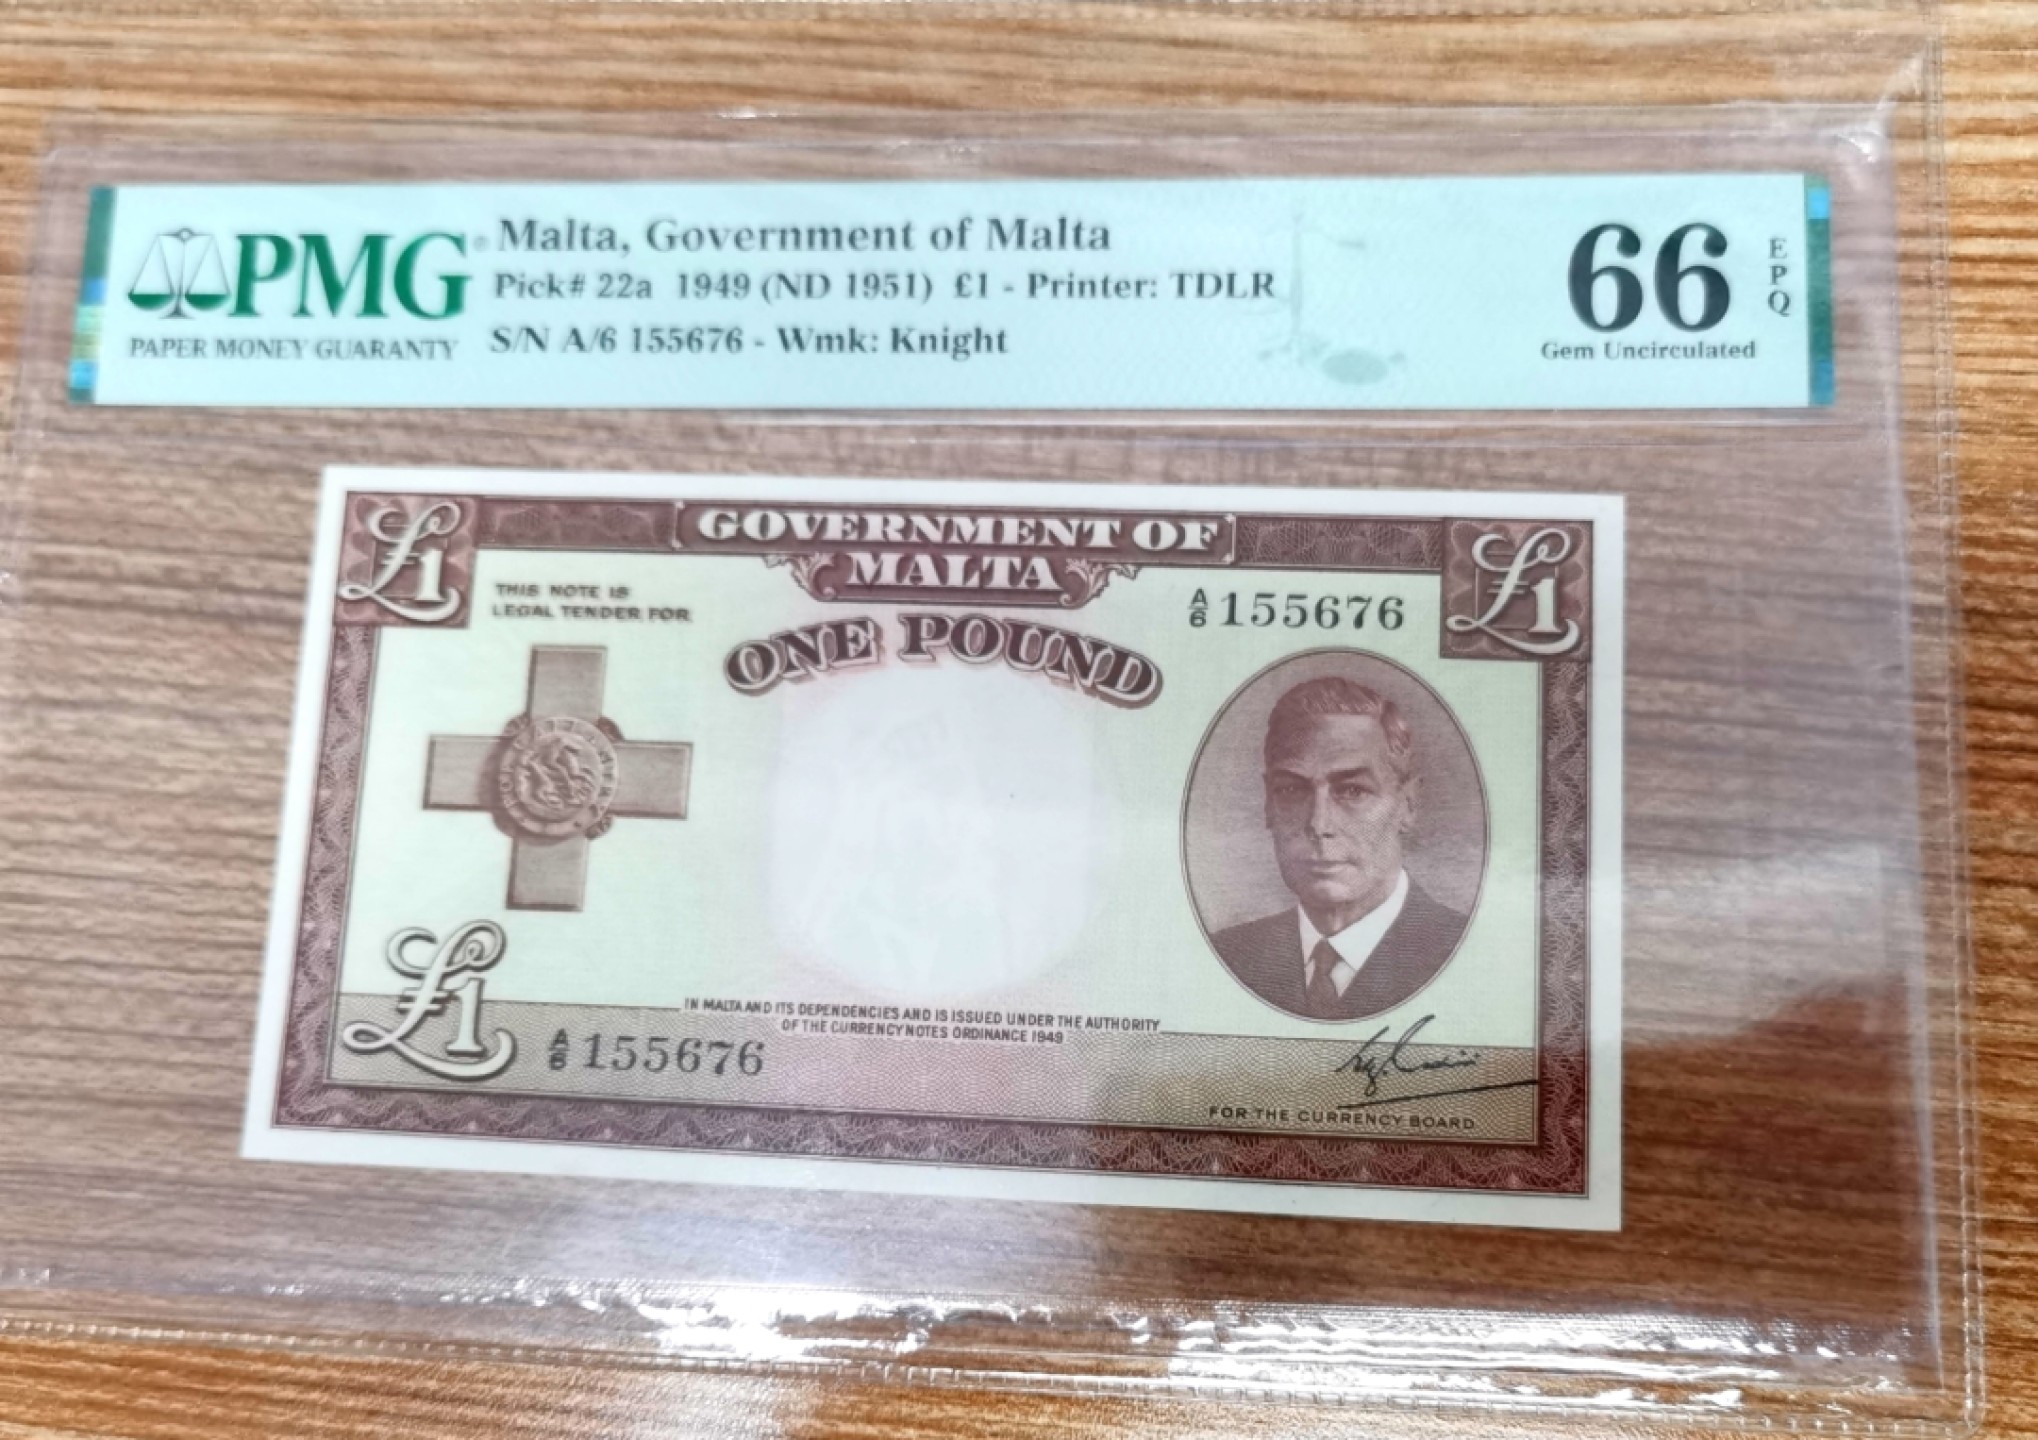 PMG®
PAPER MONEY GUARANTY
Malta, Government of Malta
Pick# 22a 1949 (ND 1951) £1 - Printer: TDLR
S/N A/6 155676 - Wmk: Knight
66
EPQ
Gem Uncirculated
£1
GOVERNMENT OF
MALTA
£1
THIS NOTE IS
LEGAL TENDER FOR
ONE POUND
A/6 155676
£1
IN MALTA AND ITS DEPENDENCIES AND IS ISSUED UNDER THE AUTHORITY
OF THE CURRENCY NOTES ORDINANCE 1949
A/6 155676
FOR THE CURRENCY BOARD